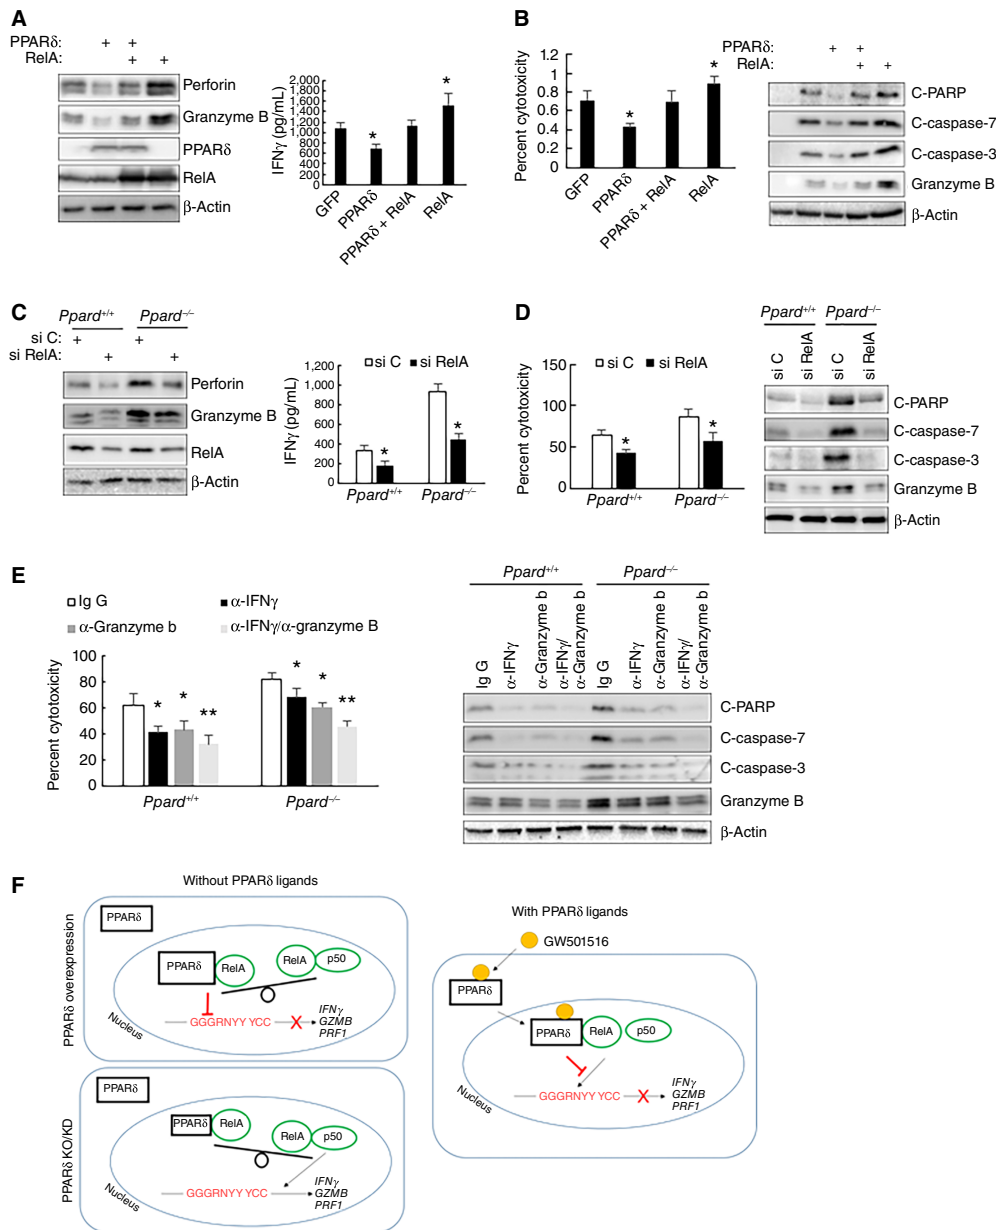 A
PPARδ: + +
RelA: + +
Perforin
Granzyme B
PPARδ
RelA
β-Actin
IFNγ (pg/mL)
2,000
1,800
1,600
1,400
1,200
1,000
800
600
400
200
0
*
*
GFP
PPARδ
PPARδ + RelA
RelA
B
Percent cytotoxicity
1.2
1
0.8
0.6
0.4
0.2
0
*
*
GFP
PPARδ
PPARδ + RelA
RelA
PPARδ: + +
RelA: + +
C-PARP
C-caspase-7
C-caspase-3
Granzyme B
β-Actin
C
Ppard+/+ Ppard–/–
si C: + +
si RelA: + +
Perforin
Granzyme B
RelA
β-Actin
si C si RelA
IFNγ (pg/mL)
1,200
1,000
800
600
400
200
0
*
*
Ppard+/+ Ppard–/–
D
si C si RelA
Percent cytotoxicity
150
100
50
0
*
*
Ppard+/+ Ppard–/–
Ppard+/+ Ppard–/–
si C
si RelA
si C
si RelA
C-PARP
C-caspase-7
C-caspase-3
Granzyme B
β-Actin
E
Ig G α-IFNγ
α-Granzyme b α-IFNγ/α-granzyme B
Percent cytotoxicity
100
80
60
40
20
0
* * **
* * **
Ppard+/+ Ppard–/–
Ppard+/+ Ppard–/–
Ig G
α-IFNγ
α-Granzyme b
α-IFNγ/
α-Granzyme b
Ig G
α-IFNγ
α-Granzyme b
α-IFNγ/
α-Granzyme b
C-PARP
C-caspase-7
C-caspase-3
Granzyme B
β-Actin
F
Without PPARδ ligands
PPARδ overexpression
PPARδ
PPARδ
RelA
RelA
p50
GGGRNYY YCC
X
IFNγ
GZMB
PRF1
Nucleus
PPARδ KO/KD
PPARδ
PPARδ
RelA
RelA
p50
GGGRNYY YCC
IFNγ
GZMB
PRF1
Nucleus
With PPARδ ligands
GW501516
PPARδ
PPARδ
RelA
p50
GGGRNYY YCC
X
IFNγ
GZMB
PRF1
Nucleus